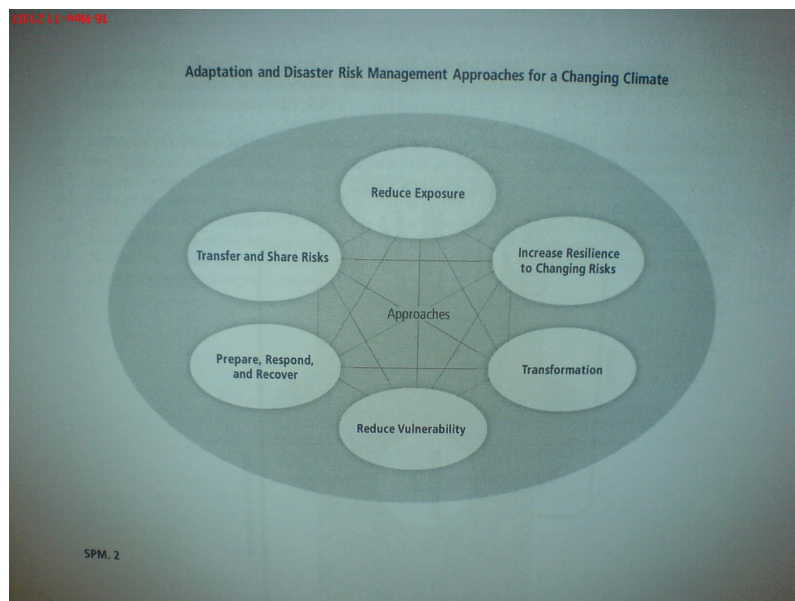 Adaptation and Disaster Risk Management Approaches for a Changing Climate
Reduce Exposure
Transfer and Share Risks
Increase Resilience
to Changing Risks
Approaches
Prepare, Respond,
and Recover
Transformation
Reduce Vulnerability
SPM. 2